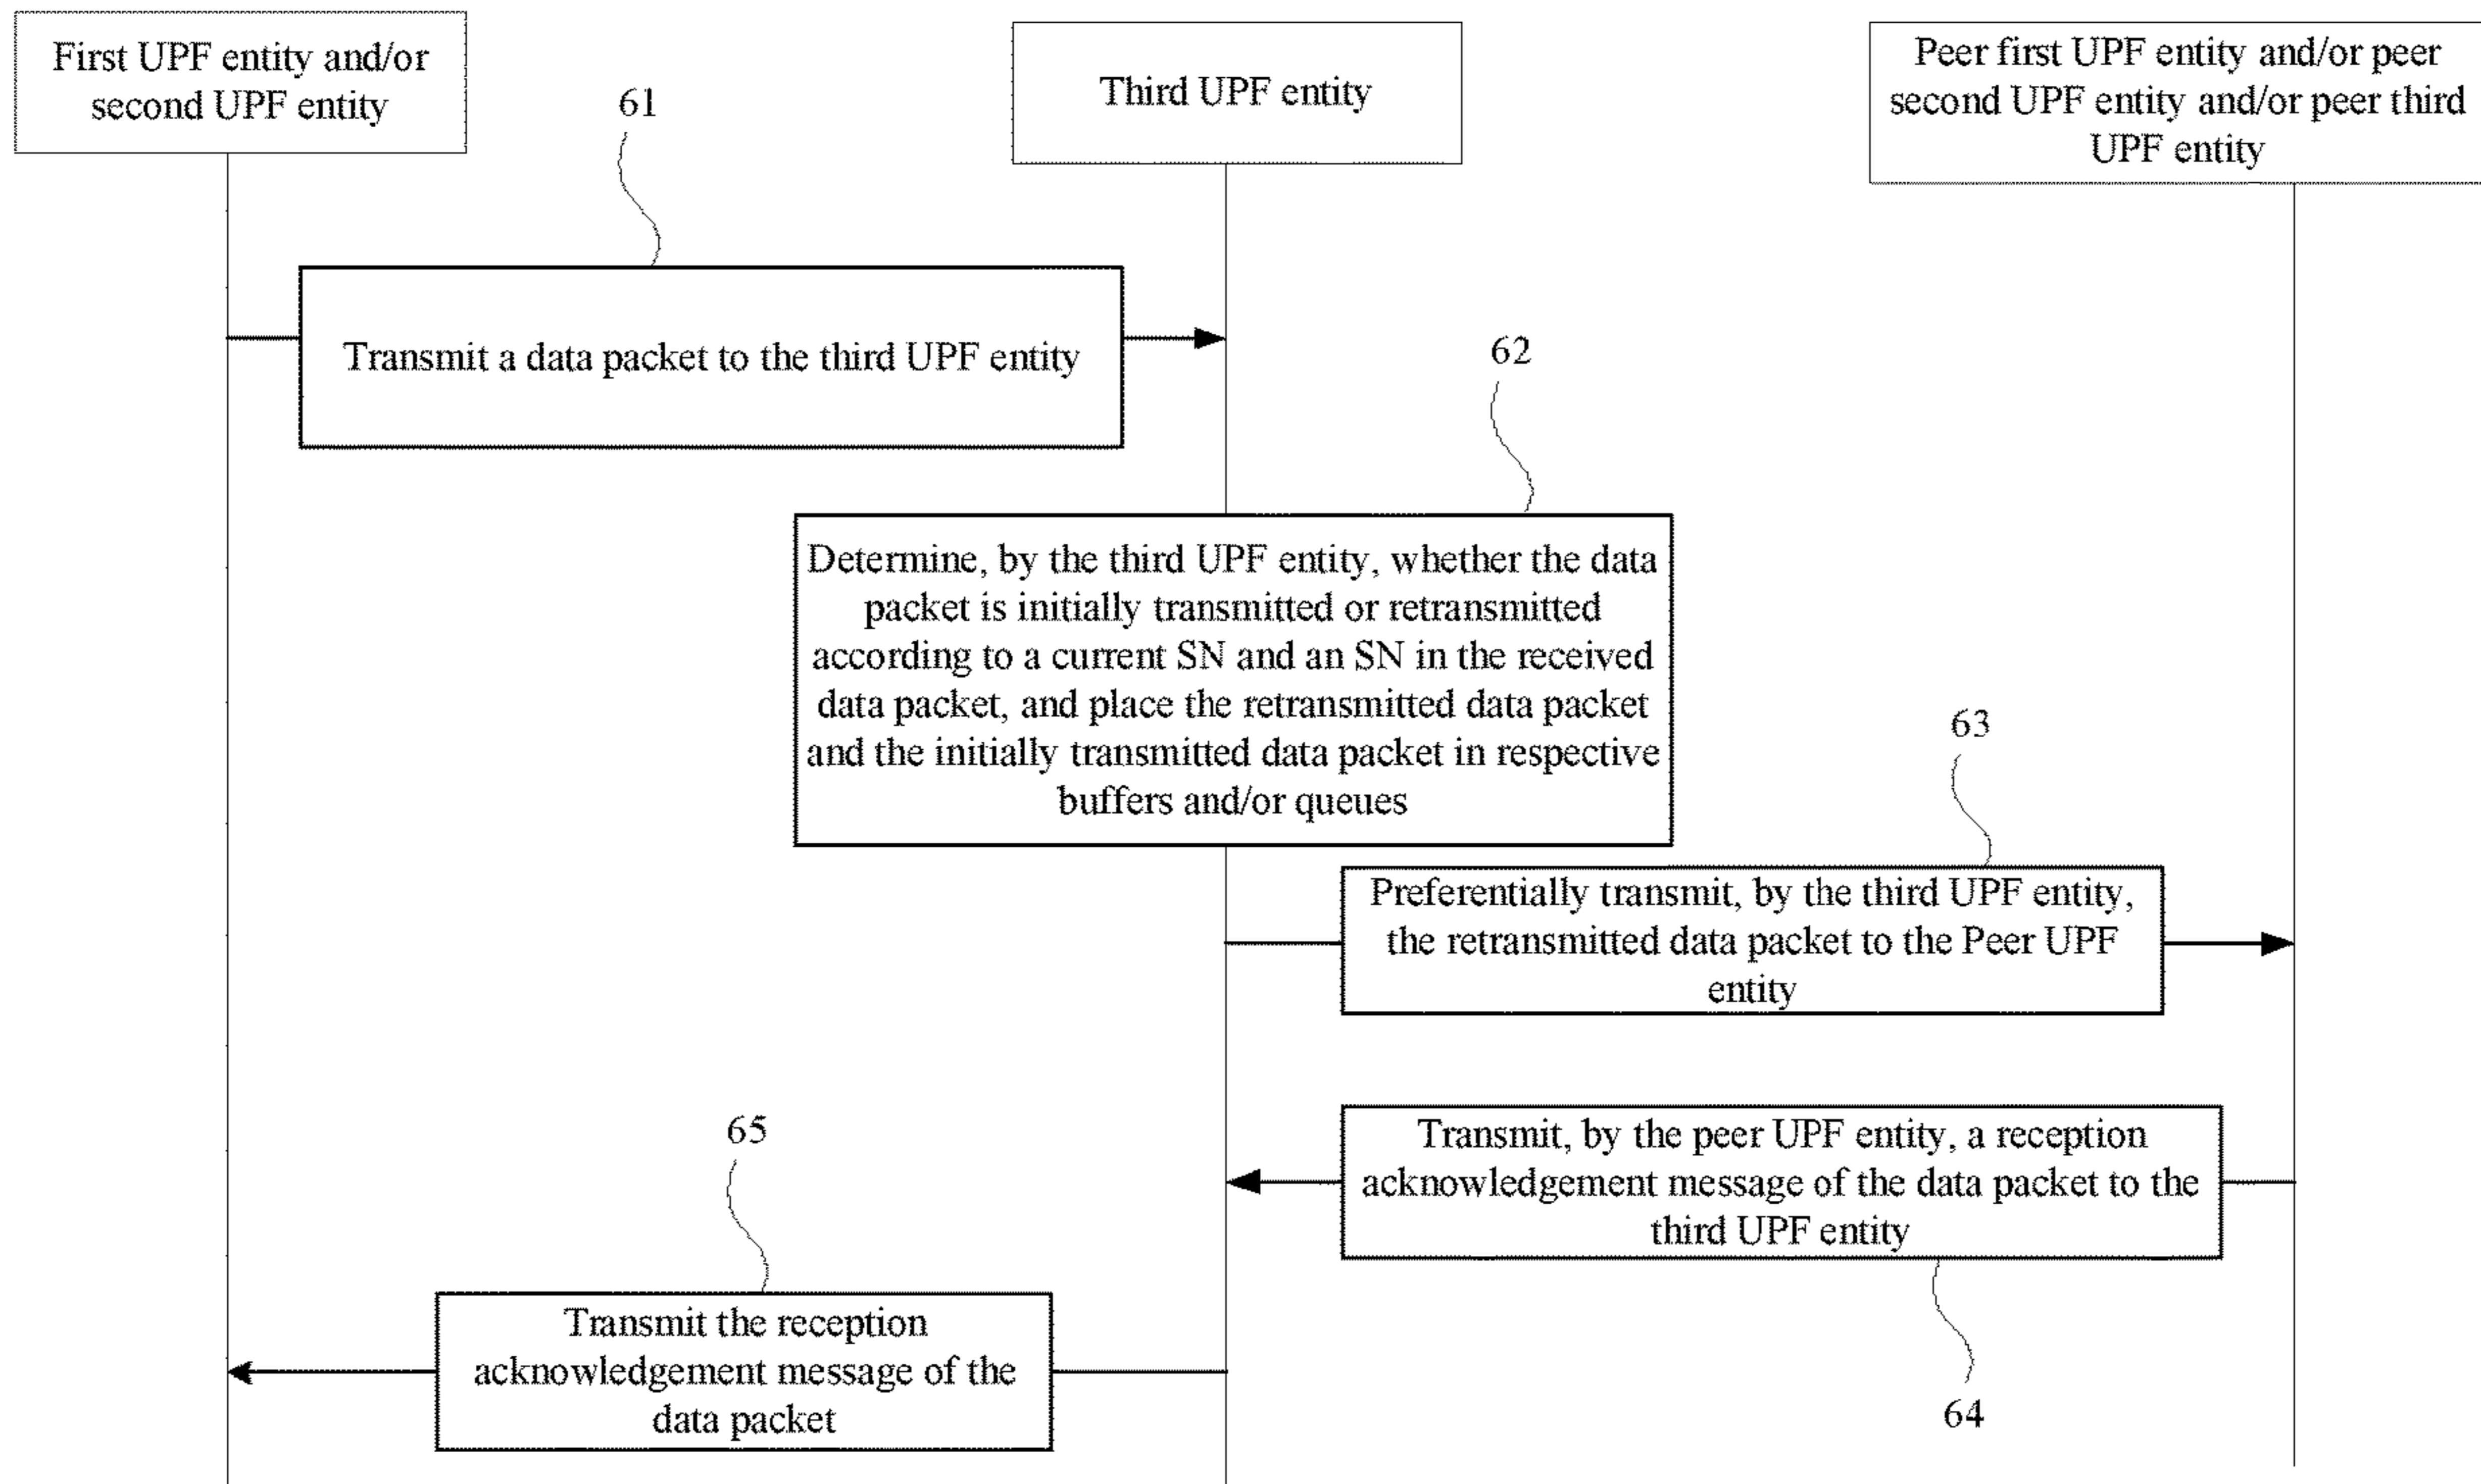 First UPF entity and/or
second UPF entity
Third UPF entity
Peer first UPF entity and/or peer
second UPF entity and/or peer third
UPF entity
61
Transmit a data packet to the third UPF entity
62
Determine, by the third UPF entity, whether the data
packet is initially transmitted or retransmitted
according to a current SN and an SN in the received
data packet, and place the retransmitted data packet
and the initially transmitted data packet in respective
buffers and/or queues
63
Preferentially transmit, by the third UPF entity,
the retransmitted data packet to the Peer UPF
entity
Transmit, by the peer UPF entity, a reception
acknowledgement message of the data packet to the
third UPF entity
64
65
Transmit the reception
acknowledgement message of the
data packet